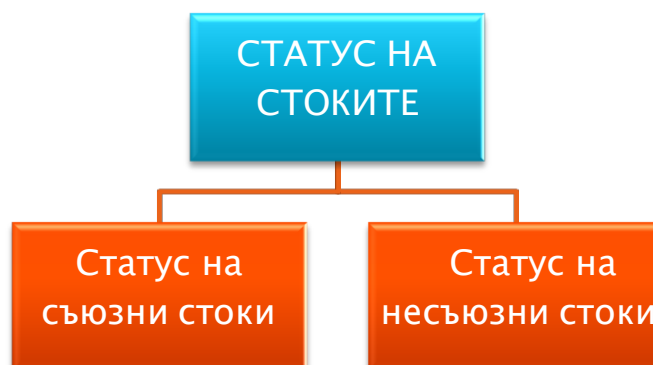 СТАТУС НА
СТОКИТЕ
Статус на
съюзни стоки
Статус на
несъюзни стоки